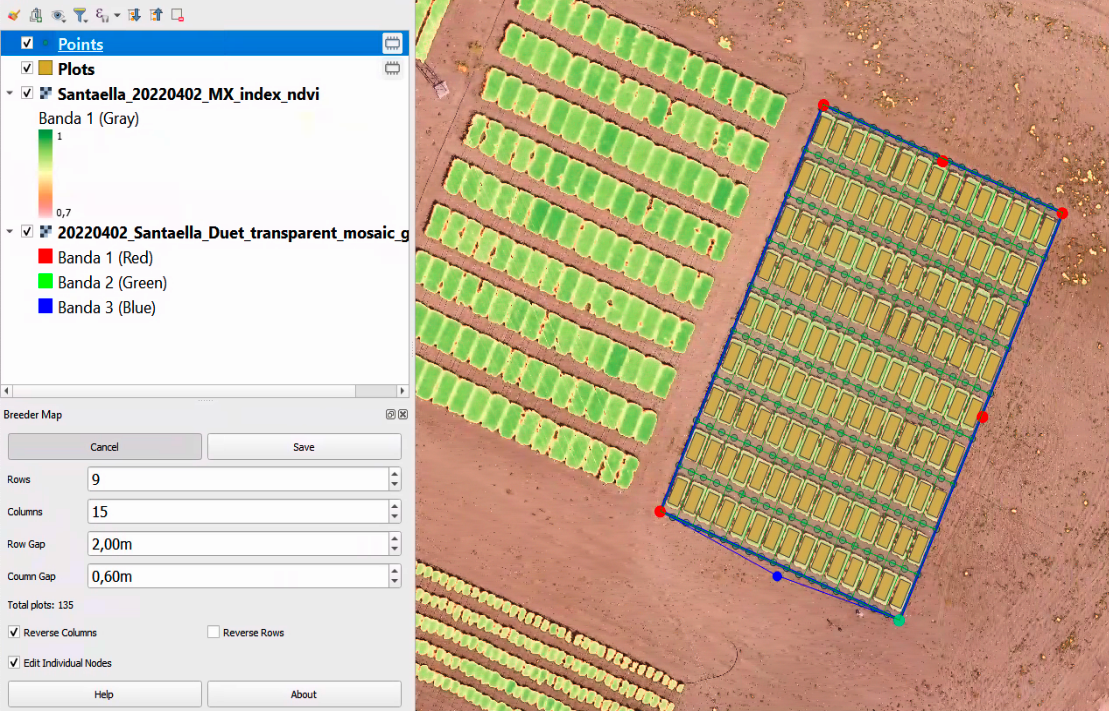 Points
Plots
Santaella_20220402_MX_index_ndvi
Banda 1 (Gray)
1
0,7
20220402_Santaella_Duet_transparent_mosaic_g
Banda 1 (Red)
Banda 2 (Green)
Banda 3 (Blue)
Breeder Map
Cancel Save
Rows 9
Columns 15
Row Gap 2,00m
Coumn Gap 0,60m
Total plots: 135
Reverse Columns Reverse Rows
Edit Individual Nodes
Help About